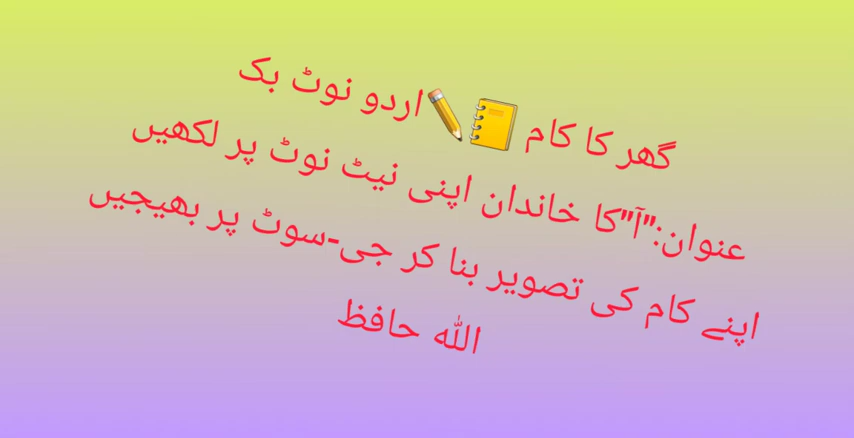 گھر کا کام 📒✏️اردو نوٹ بک
عنوان:"آ"کا خاندان اپنی نیٹ نوٹ پر لکھیں
اپنے کام کی تصویر بنا کر جی-سوٹ پر بھیجیں
اللہ حافظ